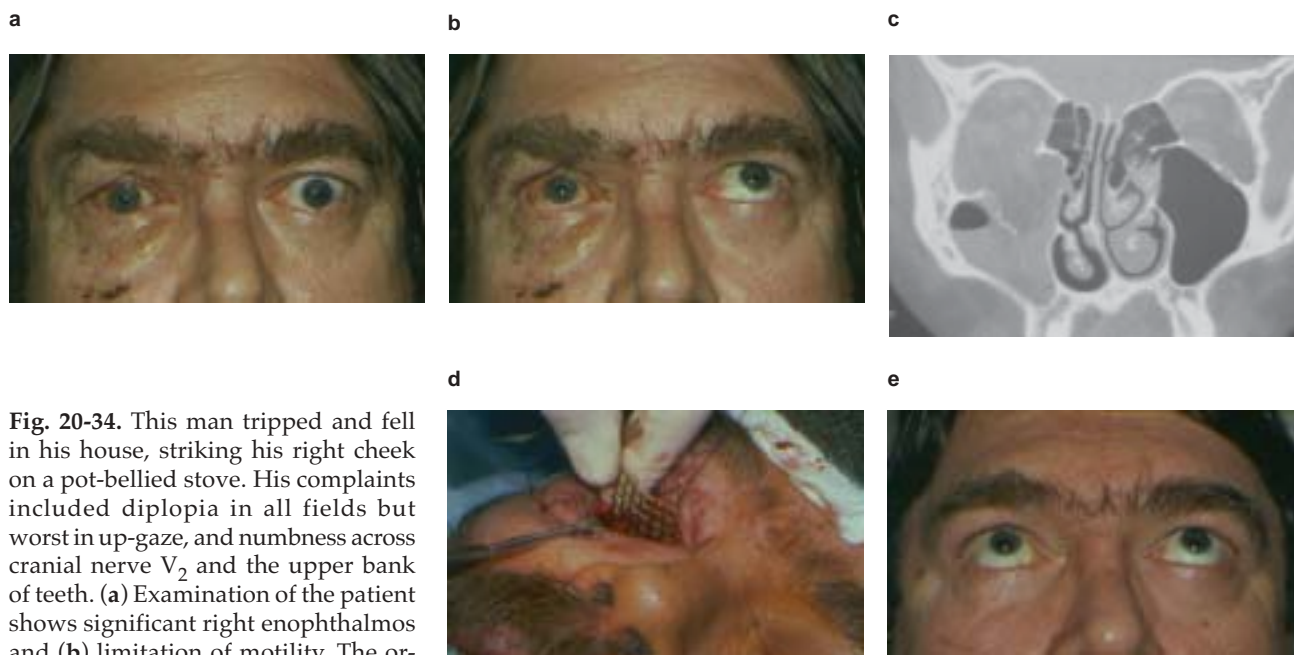 a
b
c
d
e
Fig. 20-34. This man tripped and fell
in his house, striking his right cheek
on a pot-bellied stove. His complaints
included diplopia in all fields but
worst in up-gaze, and numbness across
cranial nerve V2 and the upper bank
of teeth. (a) Examination of the patient
shows significant right enophthalmos
and (b) limitation of motility. The or-